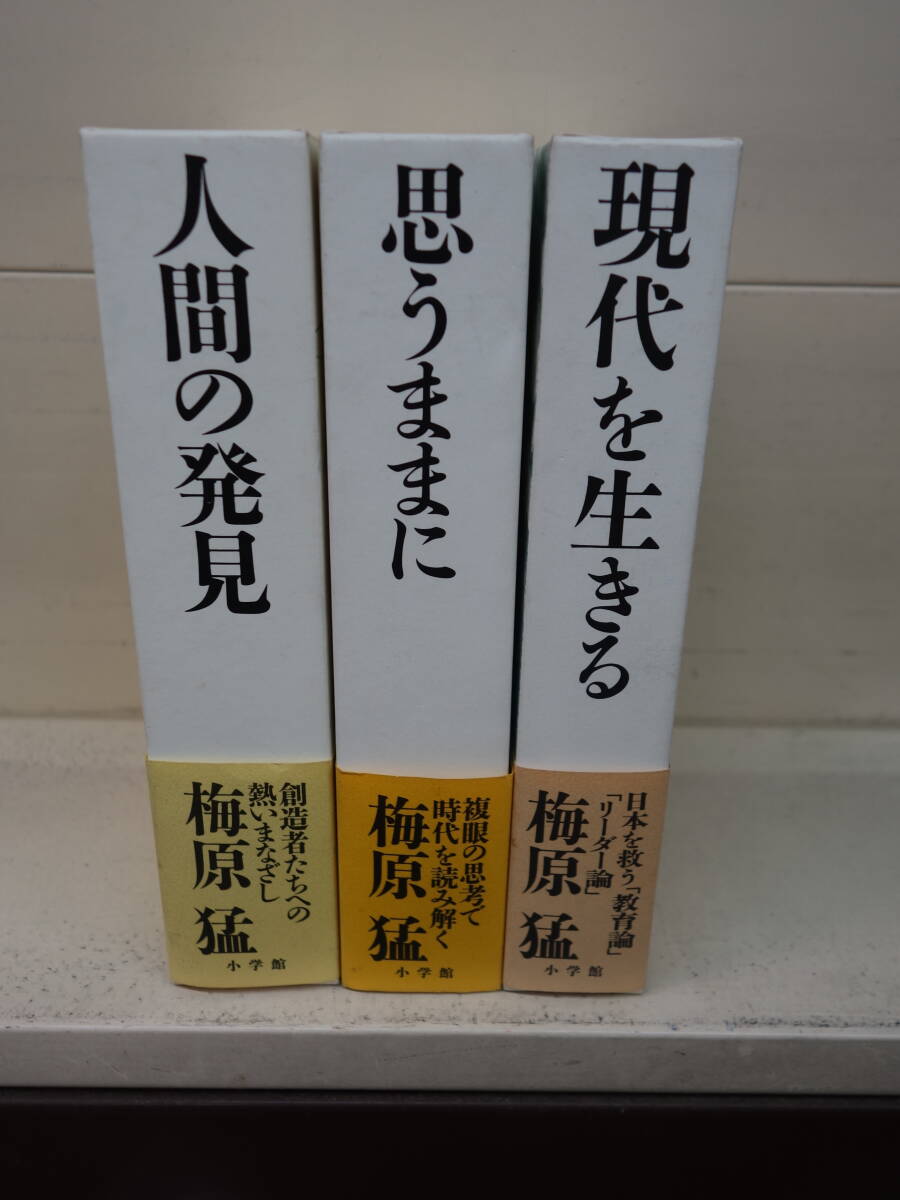 人間の発見
創造者たちへの
熱いまなざし
梅原 猛
小学館
思うままに
複眼の思考で
時代を読み解く
梅原 猛
小学館
現代を生きる
日本を救う「教育論」
「リーダー論」
梅原 猛
小学館